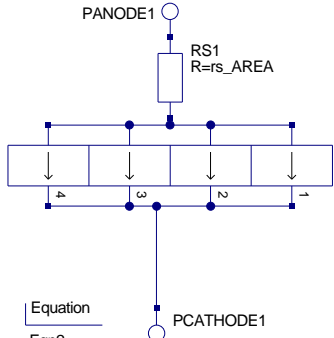 PANODE1
RS1
R=rs_AREA
4
3
2
1
Equation
PCATHODE1